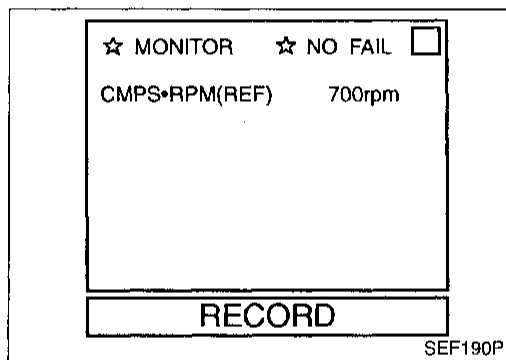 ☆ MONITOR ☆ NO FAIL
CMPS•RPM(REF) 700rpm
RECORD
SEF190P